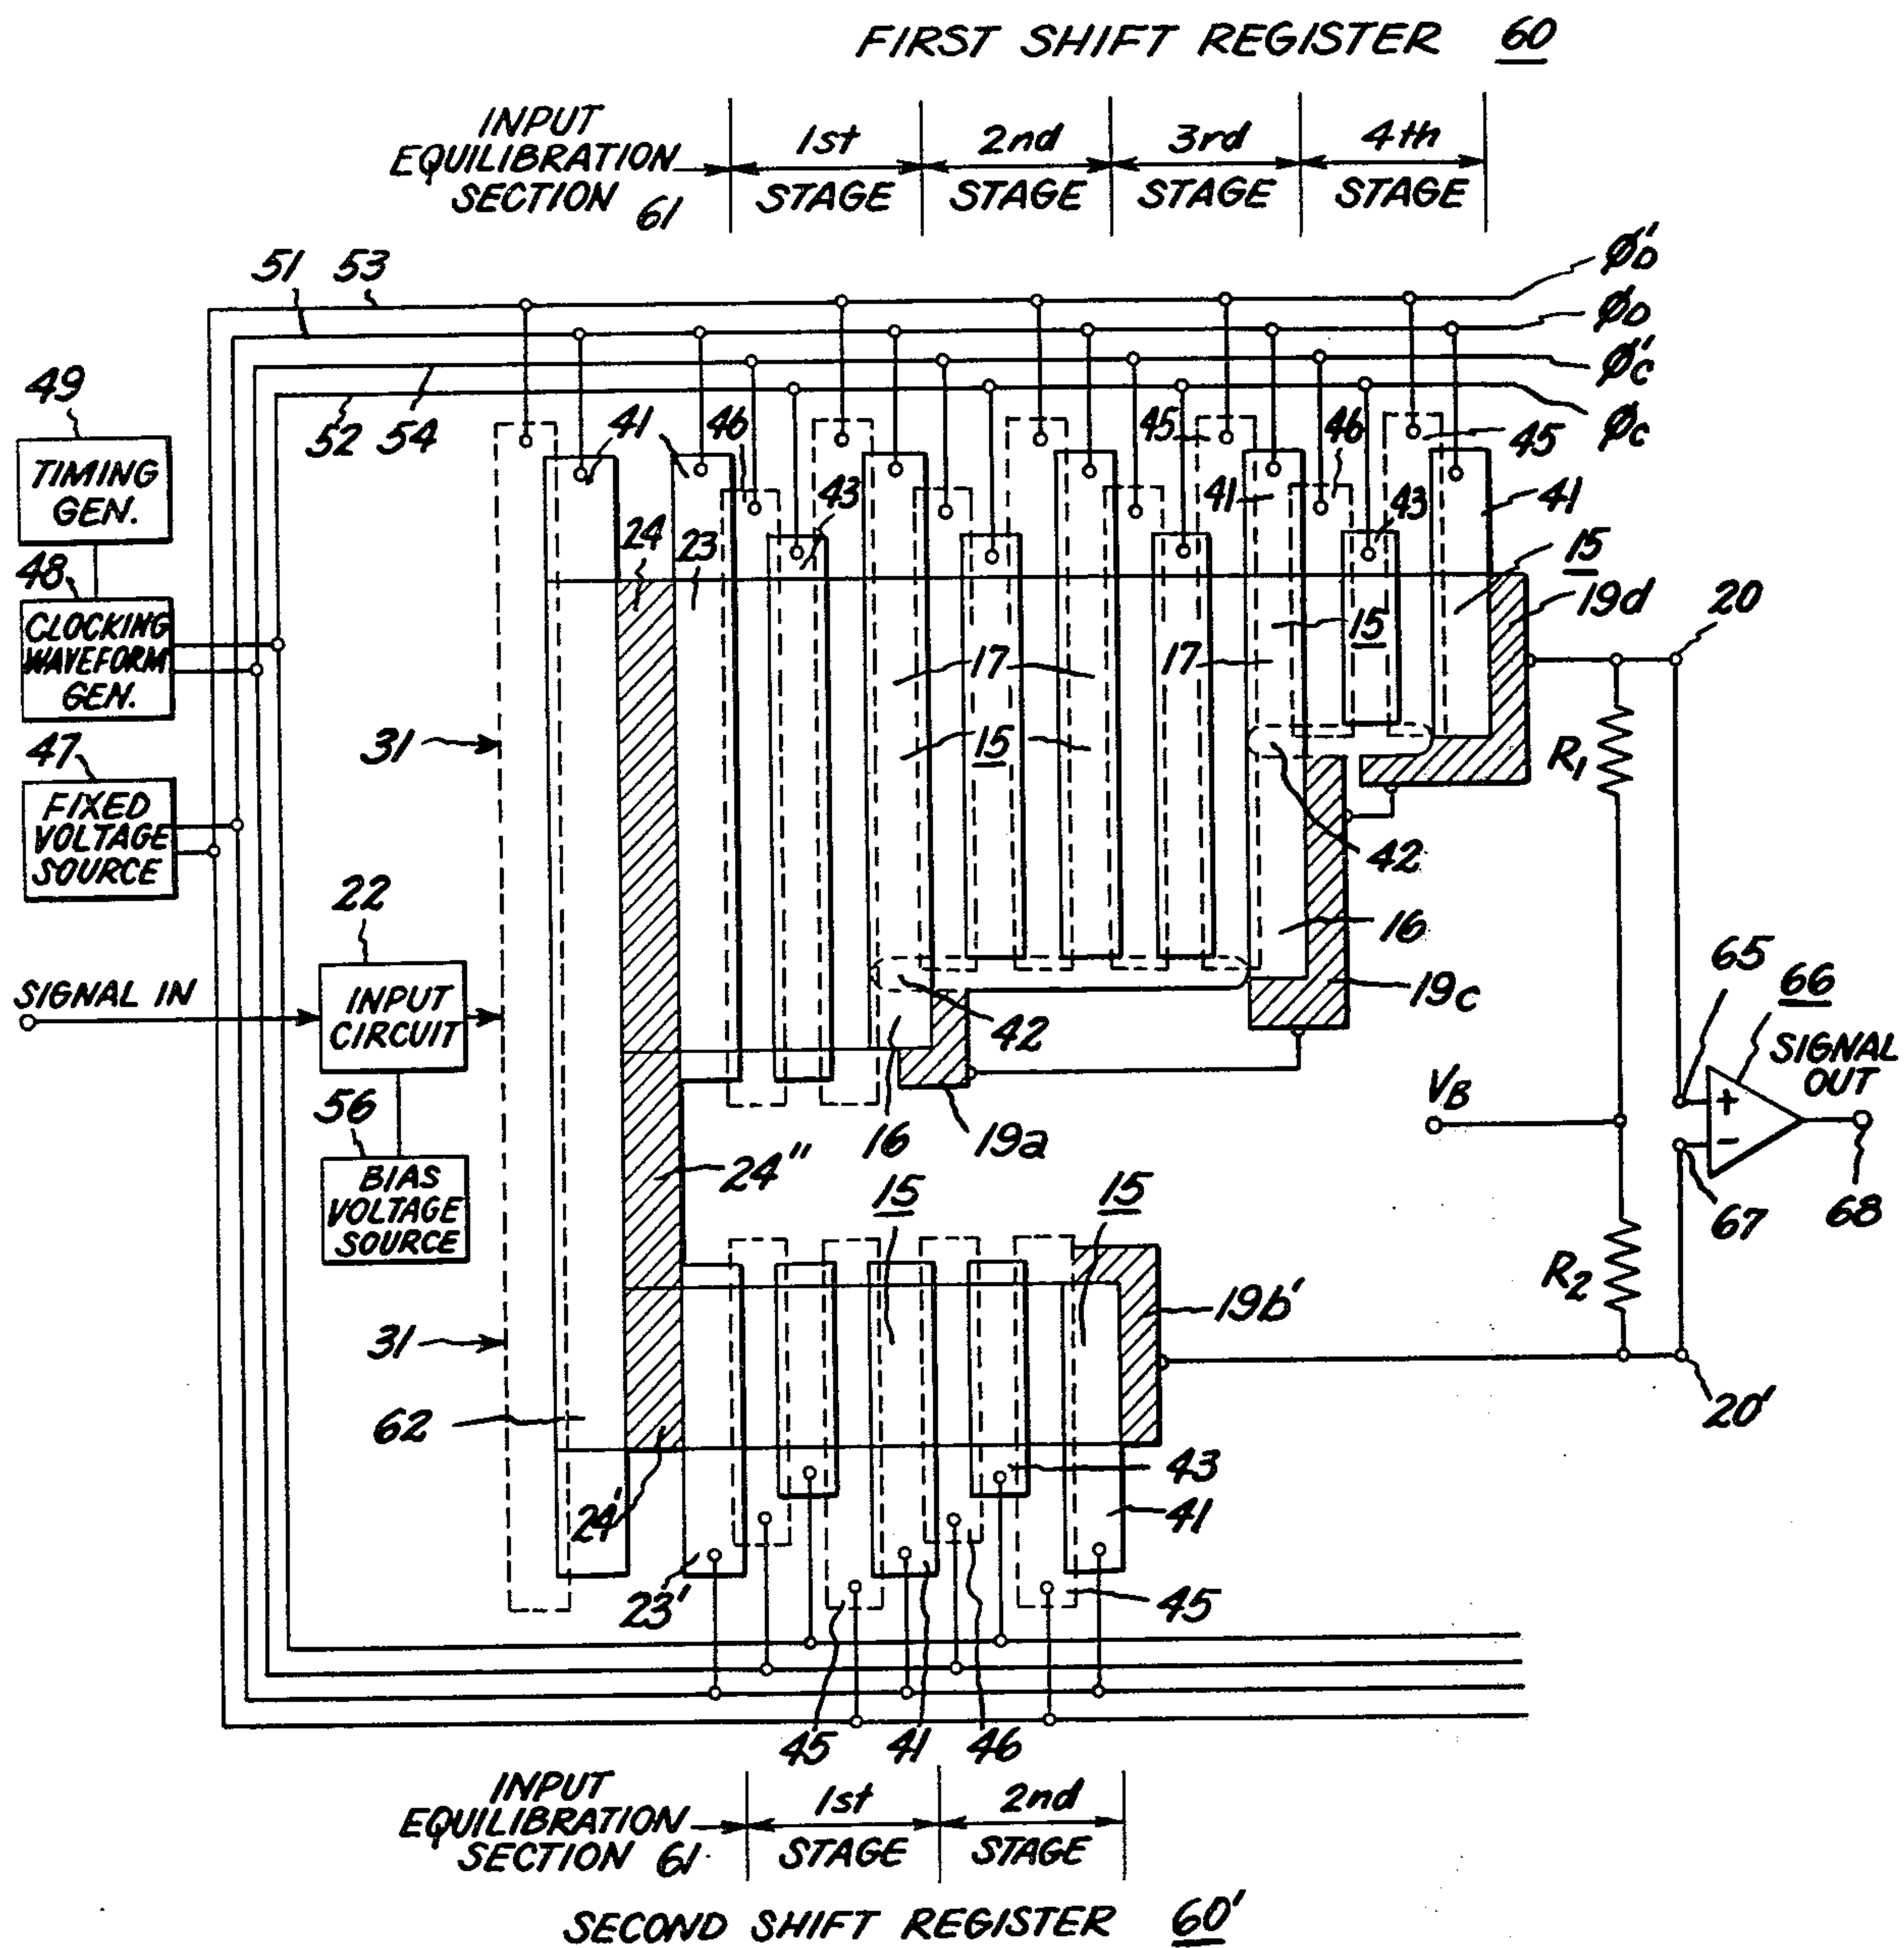 FIRST SHIFT REGISTER 60
INPUT
EQUILIBRATION
SECTION 61
1st
STAGE
2nd
STAGE
3rd
STAGE
4th
STAGE
51 53
φ'D
φD
φ'C
φC
52 54
49
TIMING
GEN.
48
CLOCKING
WAVEFORM
GEN.
47
FIXED
VOLTAGE
SOURCE
41
46
45
46
45
43
41
43
41
24
23
15
19d
20
17
15
17
15
31
R1
42
16
19c
22
SIGNAL IN
INPUT
CIRCUIT
42
65
66
SIGNAL
OUT
+
-
VB
56
BIAS
VOLTAGE
SOURCE
16
19a
24"
15
15
67
68
R2
19b'
31
62
20'
43
41
24'
23'
45
45
41
46
INPUT
EQUILIBRATION
SECTION 61
1st
STAGE
2nd
STAGE
SECOND SHIFT REGISTER 60'